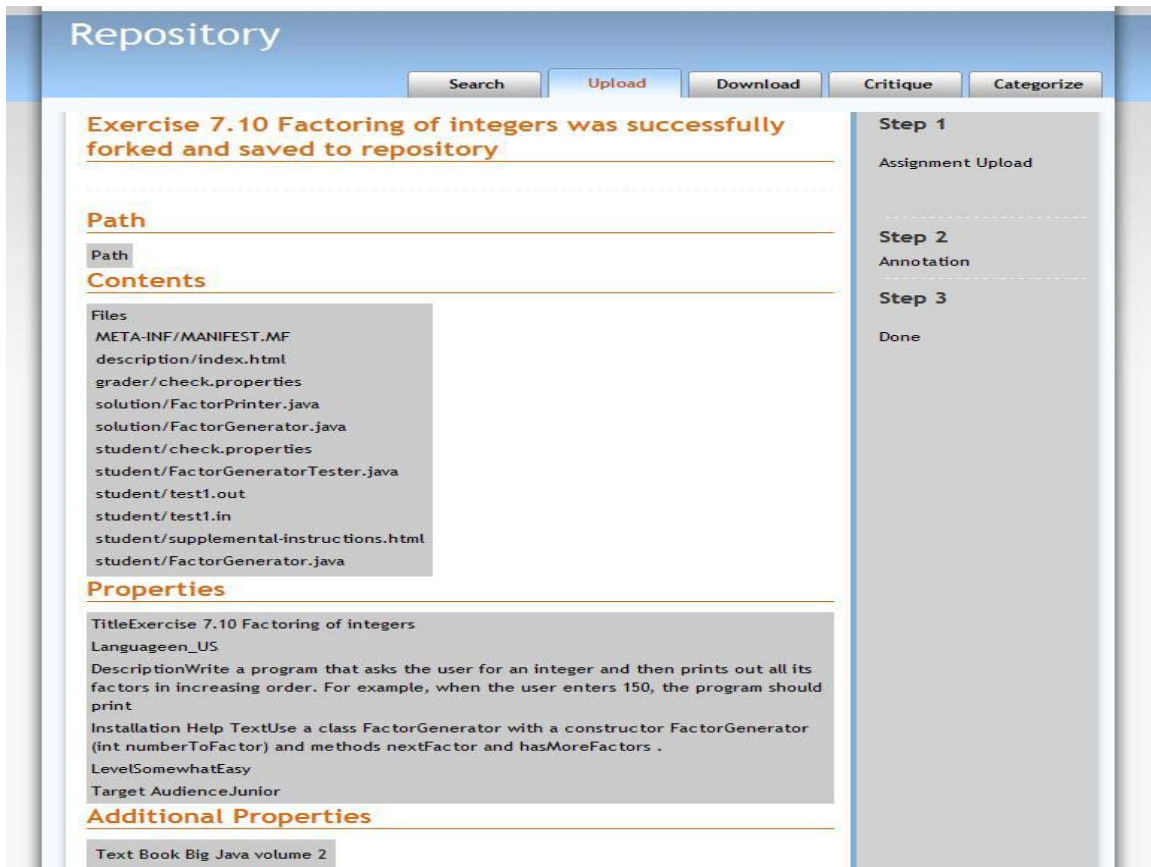 Repository
Search Upload Download Critique Categorize
Exercise 7.10 Factoring of integers was successfully
forked and saved to repository
Path
Path
Contents
Files
META-INF/MANIFEST.MF
description/index.html
grader/check.properties
solution/FactorPrinter.java
solution/FactorGenerator.java
student/check.properties
student/FactorGeneratorTester.java
student/test1.out
student/test1.in
student/supplemental-instructions.html
student/FactorGenerator.java
Properties
TitleExercise 7.10 Factoring of integers
Languageen_US
DescriptionWrite a program that asks the user for an integer and then prints out all its
factors in increasing order. For example, when the user enters 150, the program should
print
Installation Help TextUse a class FactorGenerator with a constructor FactorGenerator
(int numberToFactor) and methods nextFactor and hasMoreFactors .
LevelSomewhatEasy
Target AudienceJunior
Additional Properties
Text Book Big Java volume 2
Step 1
Assignment Upload
Step 2
Annotation
Step 3
Done